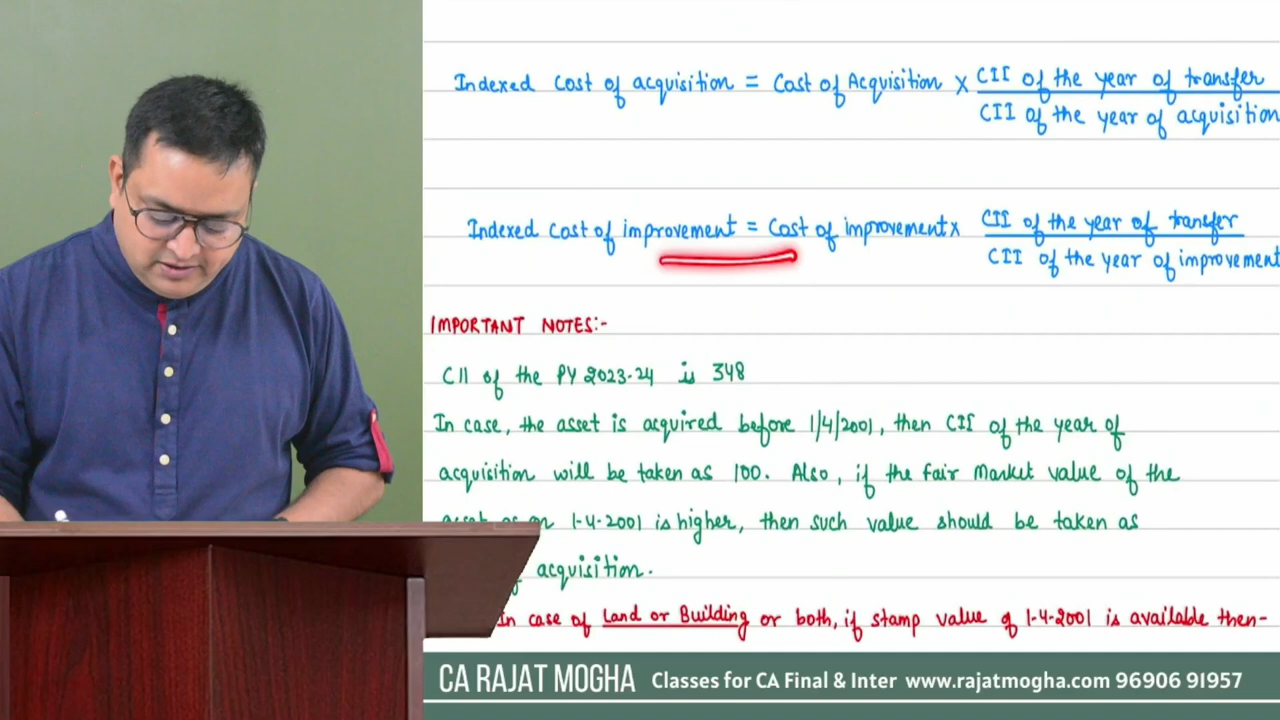 Indexed Cost of acquisition = Cost of Acquisition x CII of the year of transfer
CII of the year of acquisition
Indexed Cost of improvement = Cost of improvement x CII of the year of transfer
CII of the year of improvement
IMPORTANT NOTES:-
CII of the PY 2023-24 is 348
In case, the asset is acquired before 1/4/2001, then CII of the year of
acquisition will be taken as 100. Also, if the fair market value of the
as on 1-4-2001 is higher, then such value should be taken as
acquisition.
In case of Land or Building or both, if stamp value of 1-4-2001 is available then-
CA RAJAT MOGHA Classes for CA Final & Inter www.rajatmogha.com 96906 91957